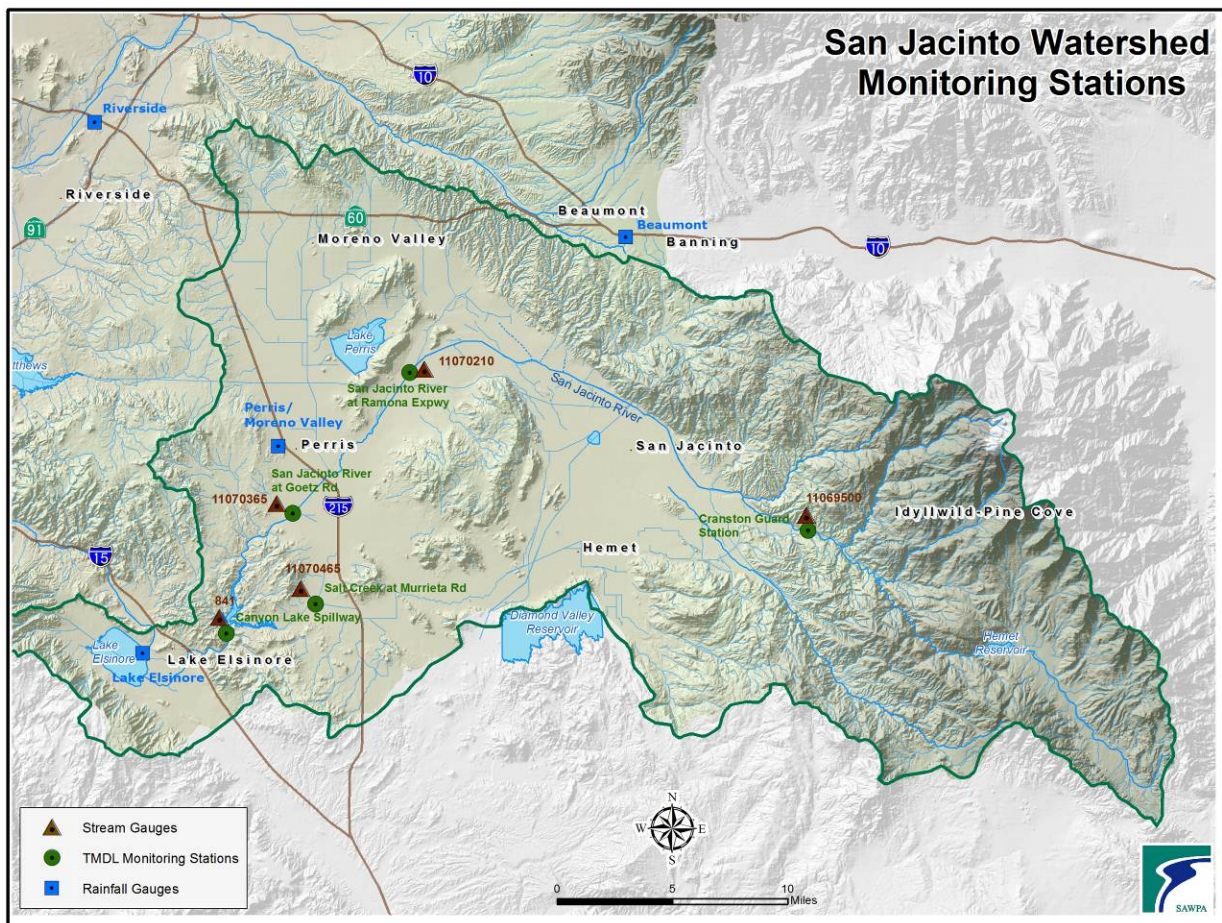 San Jacinto Watershed
Monitoring Stations
10
Riverside
Riverside
91
60
Beaumont
Beaumont
Banning
10
Moreno Valley
Lake
Perris
tthews
11070210
San Jacinto River
at Ramona Expwy
San Jacinto River
Perris/
Moreno Valley
Perris
San Jacinto
San Jacinto River
at Goetz Rd
11070365
215
11069500
Cranston Guard
Station
Idyllwild-Pine Cove
15
Hemet
11070465
Salt Creek at Murrieta Rd
841
Canyon Lake Spillway
Diamond Valley
Reservoir
Lake
Elsinore
Lake Elsinore
Lake Elsinore
Hemet
Reservoir
Stream Gauges
TMDL Monitoring Stations
Rainfall Gauges
N
W
E
S
0
5
10
Miles
SAWPA